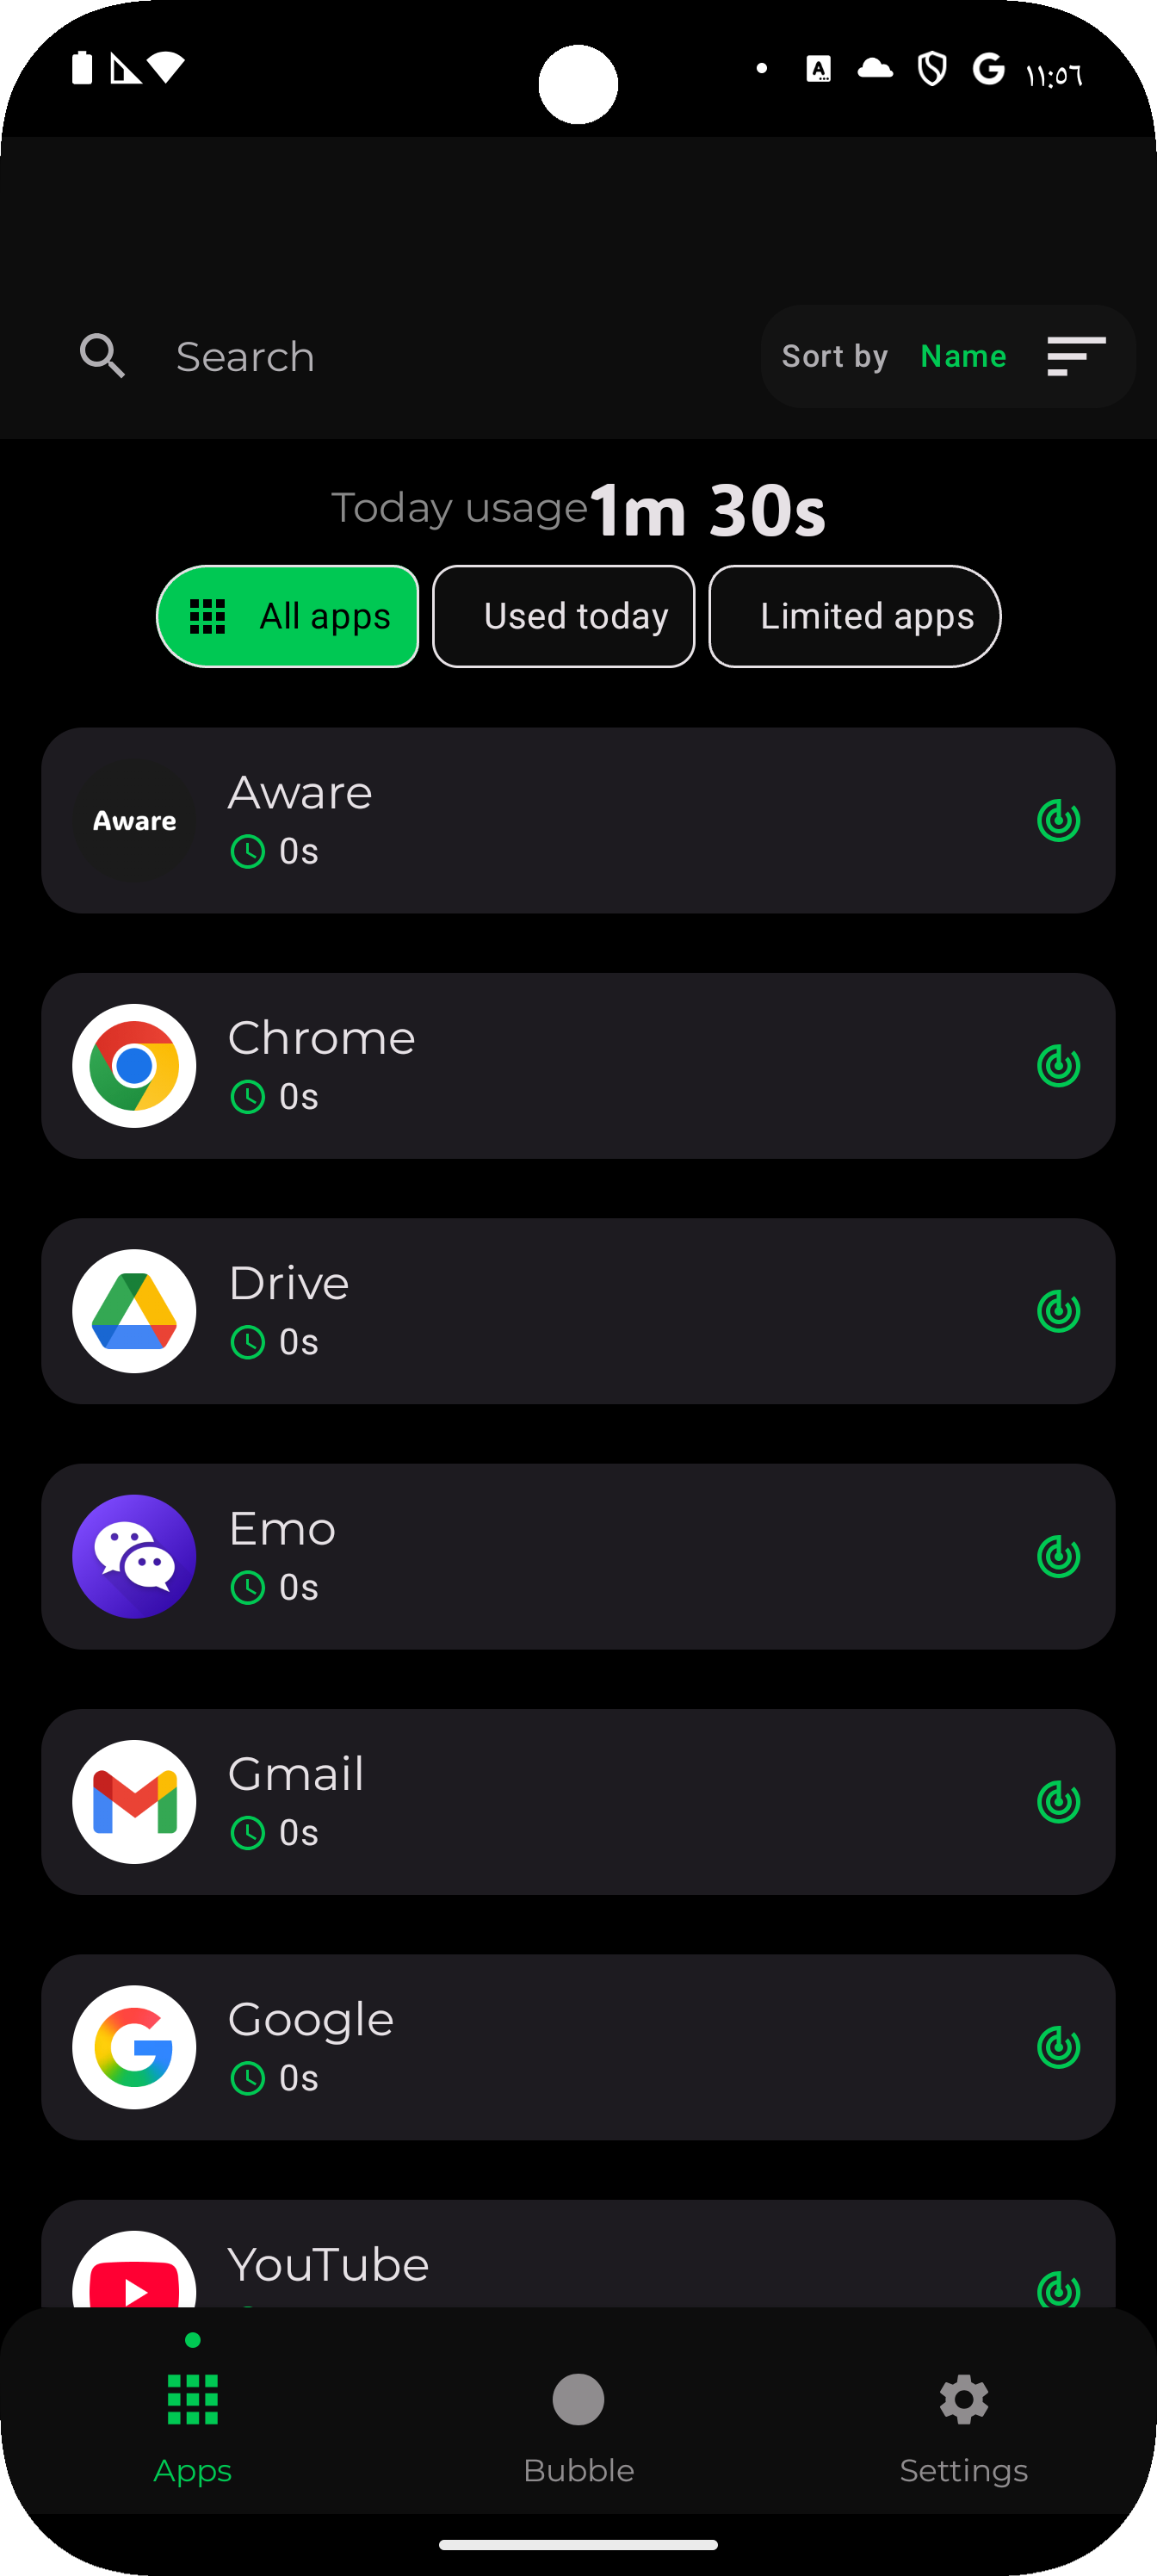 ١١:٥٦
Search
Sort by Name
Today usage 1m 30s
All apps
Used today
Limited apps
Aware
Aware
0s
Chrome
0s
Drive
0s
Emo
0s
Gmail
0s
Google
0s
YouTube
Apps
Bubble
Settings